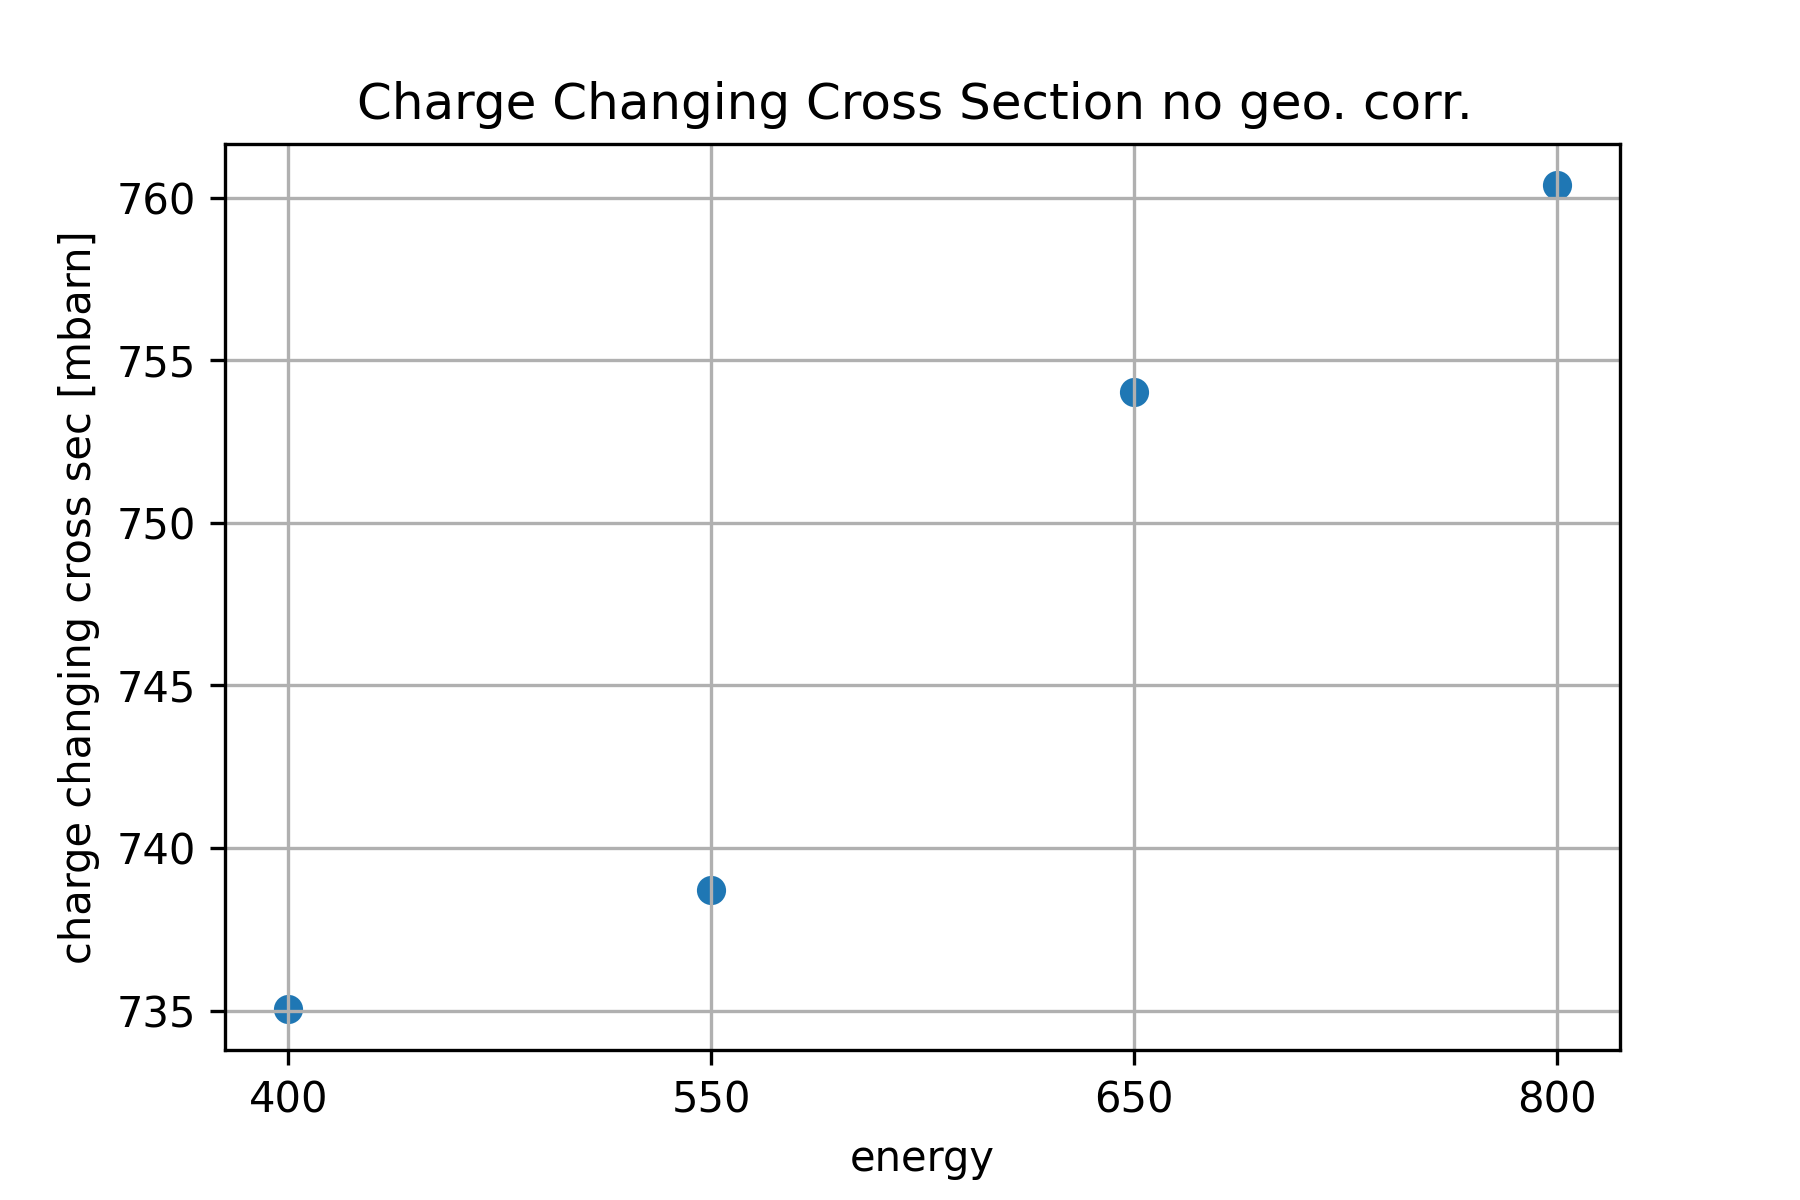 Charge Changing Cross Section no geo. corr.
charge changing cross sec [mbarn]
760
755
750
745
740
735
400 550 650 800
energy